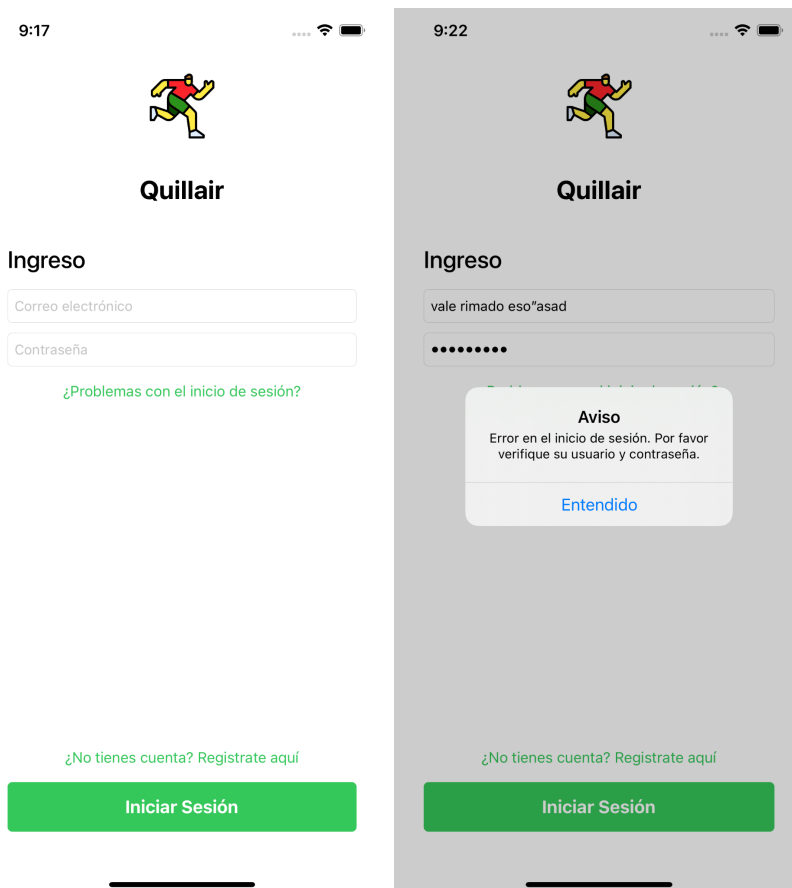 9:17
Quillair
Ingreso
Correo electrónico
Contraseña
¿Problemas con el inicio de sesión?
¿No tienes cuenta? Registrate aquí
Iniciar Sesión
9:22
Quillair
Ingreso
vale rimado eso”asad
•••••••••
Aviso
Error en el inicio de sesión. Por favor
verifique su usuario y contraseña.
Entendido
¿No tienes cuenta? Registrate aquí
Iniciar Sesión